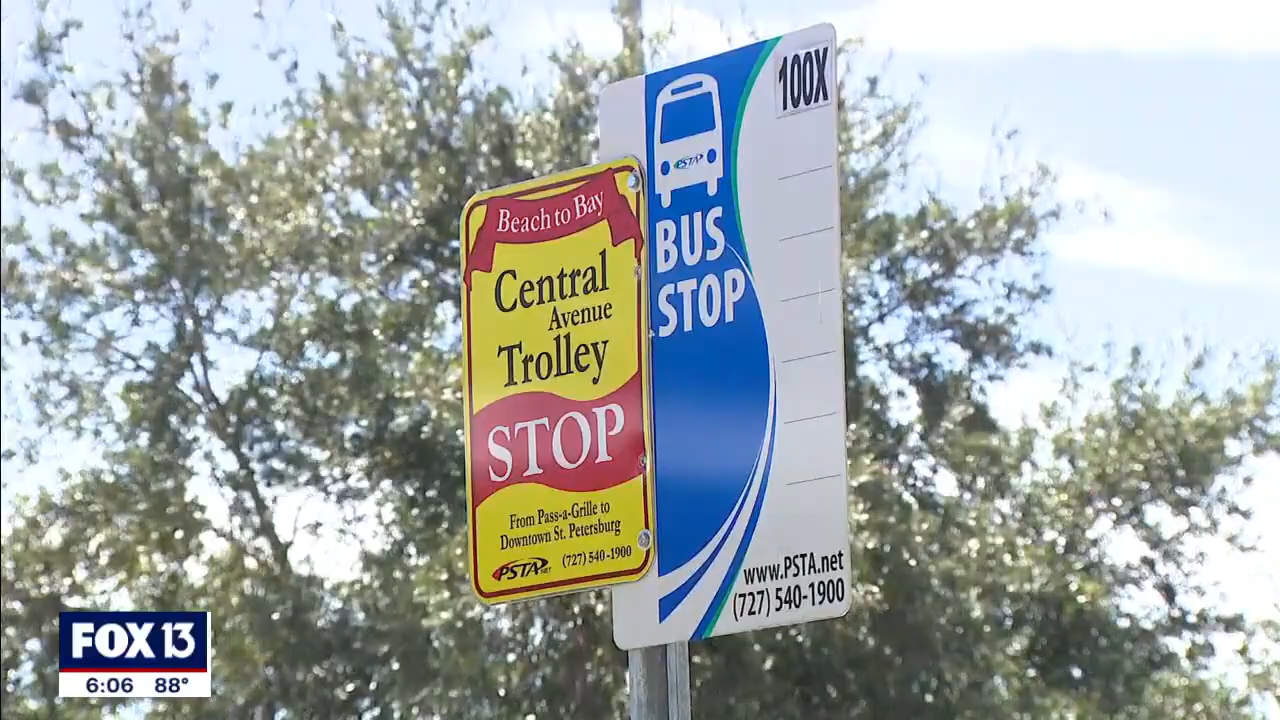 Beach to Bay
Central
Avenue
Trolley
STOP
From Pass-a-Grille to
Downtown St. Petersburg
PSTA.NET (727) 540-1900
100X
PSTA
BUS
STOP
www.PSTA.net
(727) 540-1900
FOX 13
6:06 88°